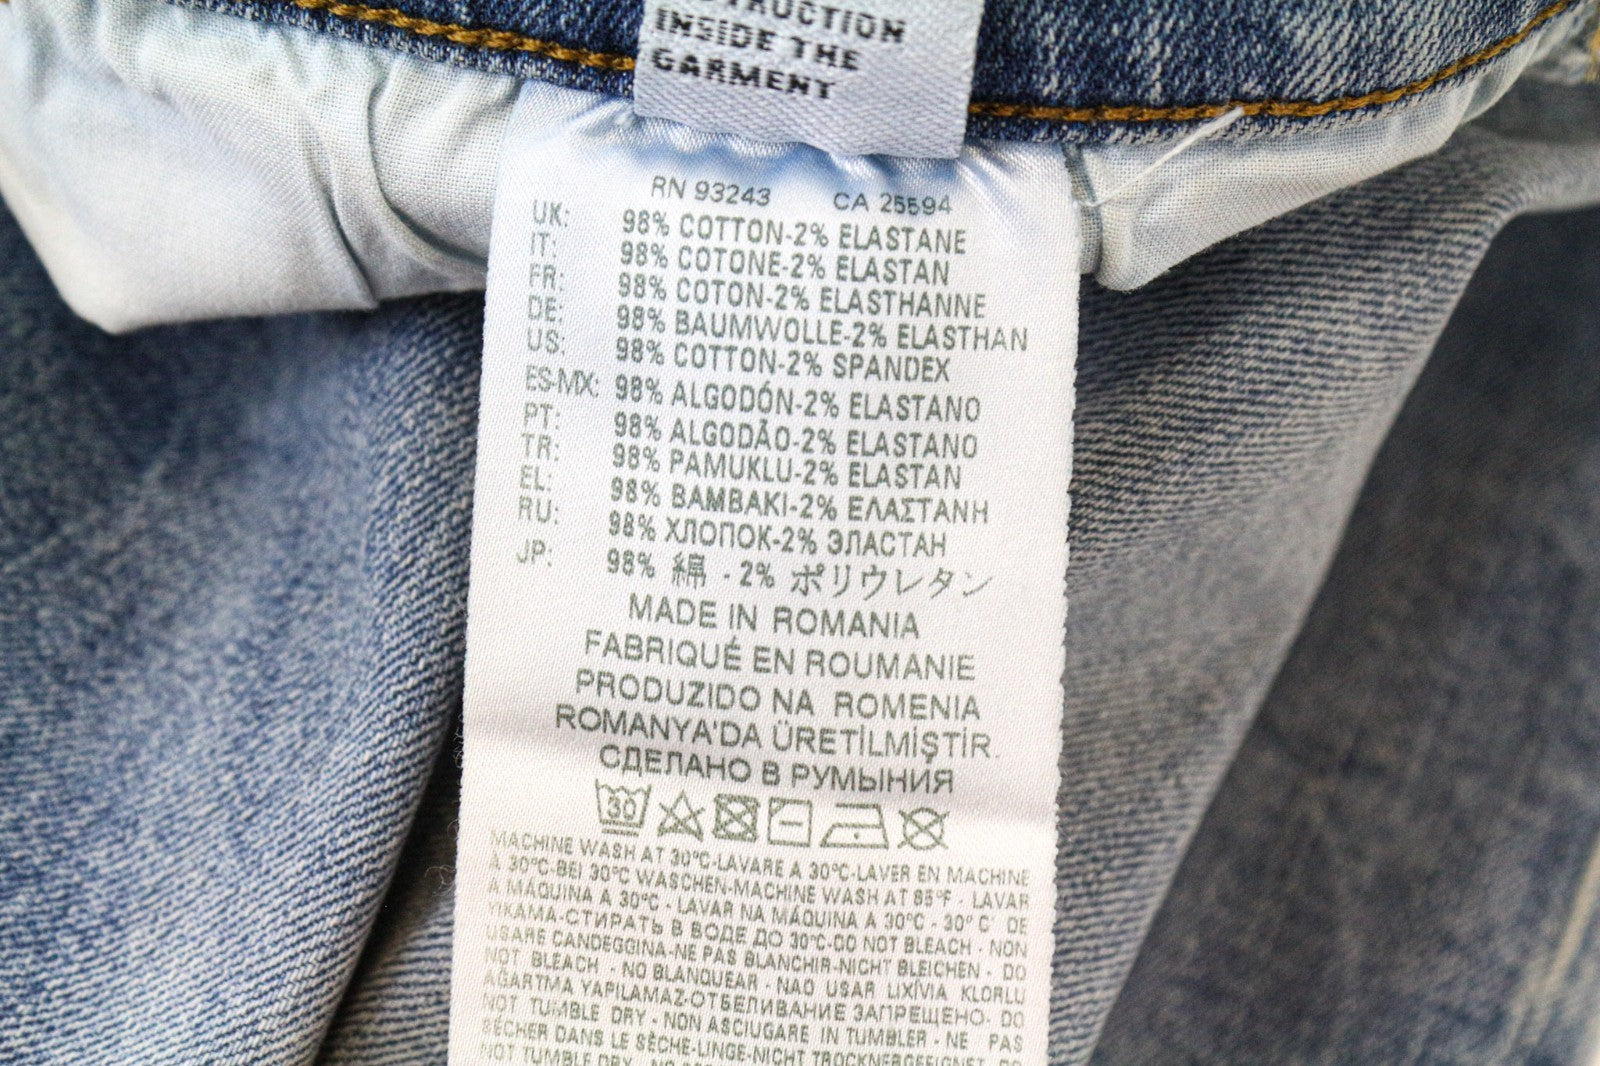 INSIDE THE
GARMENT
RN 93243 CA 25594
UK: 98% COTTON-2% ELASTANE
IT: 98% COTONE-2% ELASTAN
FR: 98% COTON-2% ELASTHANNE
DE: 98% BAUMWOLLE-2% ELASTHAN
US: 98% COTTON-2% SPANDEX
ES-MX: 98% ALGODÓN-2% ELASTANO
PT: 98% ALGODÃO-2% ELASTANO
TR: 98% PAMUKLU-2% ELASTAN
EL: 98% ΒΑΜΒΑΚΙ-2% ΕΛΑΣΤΑΝΗ
RU: 98% ХЛОПОК-2% ЭЛАСТАН
JP: 98% 綿 - 2% ポリウレタン
MADE IN ROMANIA
FABRIQUÉ EN ROUMANIE
PRODUZIDO NA ROMENIA
ROMANYA'DA ÜRETİLMİŞTİR.
СДЕЛАНО В РУМЫНИЯ
30
MACHINE WASH AT 30°C-LAVARE A 30°C-LAVER EN MACHINE
À 30°C-BEI 30°C WASCHEN-MACHINE WASH AT 85°F - LAVAR
A MÁQUINA A 30°C - LAVAR NA MÁQUINA A 30°C - 30° C' DE
YIKAMA-СТИРАТЬ В ВОДЕ ДО 30°C-DO NOT BLEACH - NON
USARE CANDEGGINA-NE PAS BLANCHIR-NICHT BLEICHEN - DO
NOT BLEACH - NO BLANQUEAR - NAO USAR LIXÍVIA KLORLU
AĞARTMA YAPILAMAZ-ОТБЕЛИВАНИЕ ЗАПРЕЩЕНО- DO
NOT TUMBLE DRY - NON ASCIUGARE IN TUMBLER - NE PAS
SÈCHER DANS LE SÈCHE-LINGE-NICHT TROCKNERGEEIGNET DO
NOT TUMBLE DRY - NO